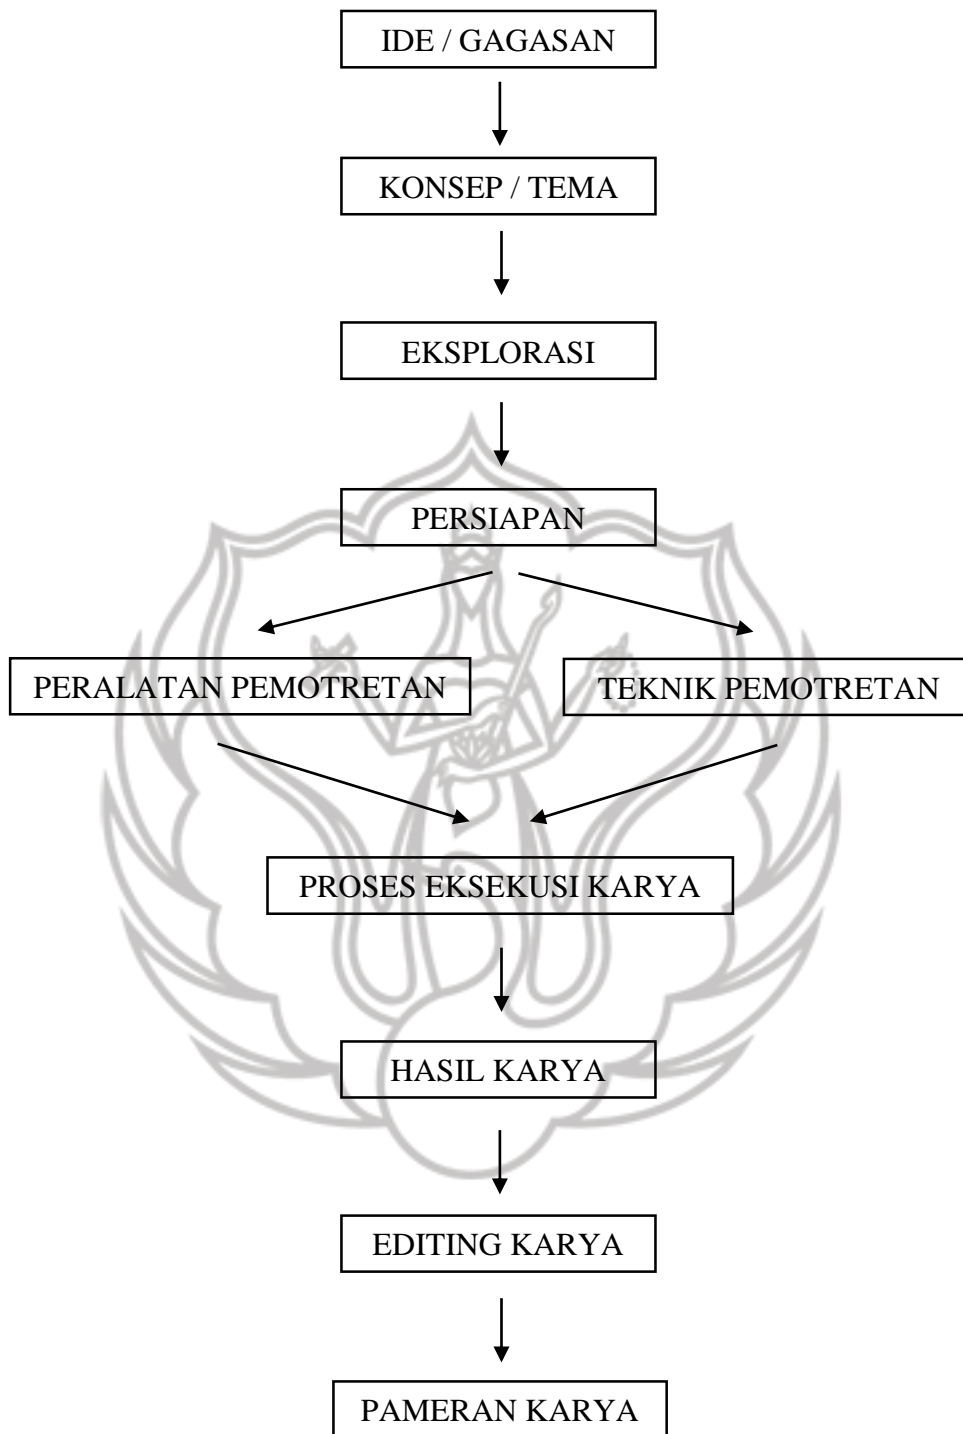 IDE / GAGASAN
KONSEP / TEMA
EKSPLORASI
PERSIAPAN
PERALATAN PEMOTRETAN
TEKNIK PEMOTRETAN
PROSES EKSEKUSI KARYA
HASIL KARYA
EDITING KARYA
PAMERAN KARYA